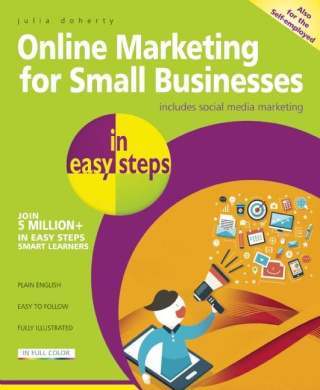 julia doherty
Also
for the
Self-employed
Online Marketing
for Small Businesses
includes social media marketing
in
easy steps
JOIN
5 MILLION+
IN EASY STEPS
SMART LEARNERS
PLAIN ENGLISH
EASY TO FOLLOW
FULLY ILLUSTRATED
IN FULL COLOR